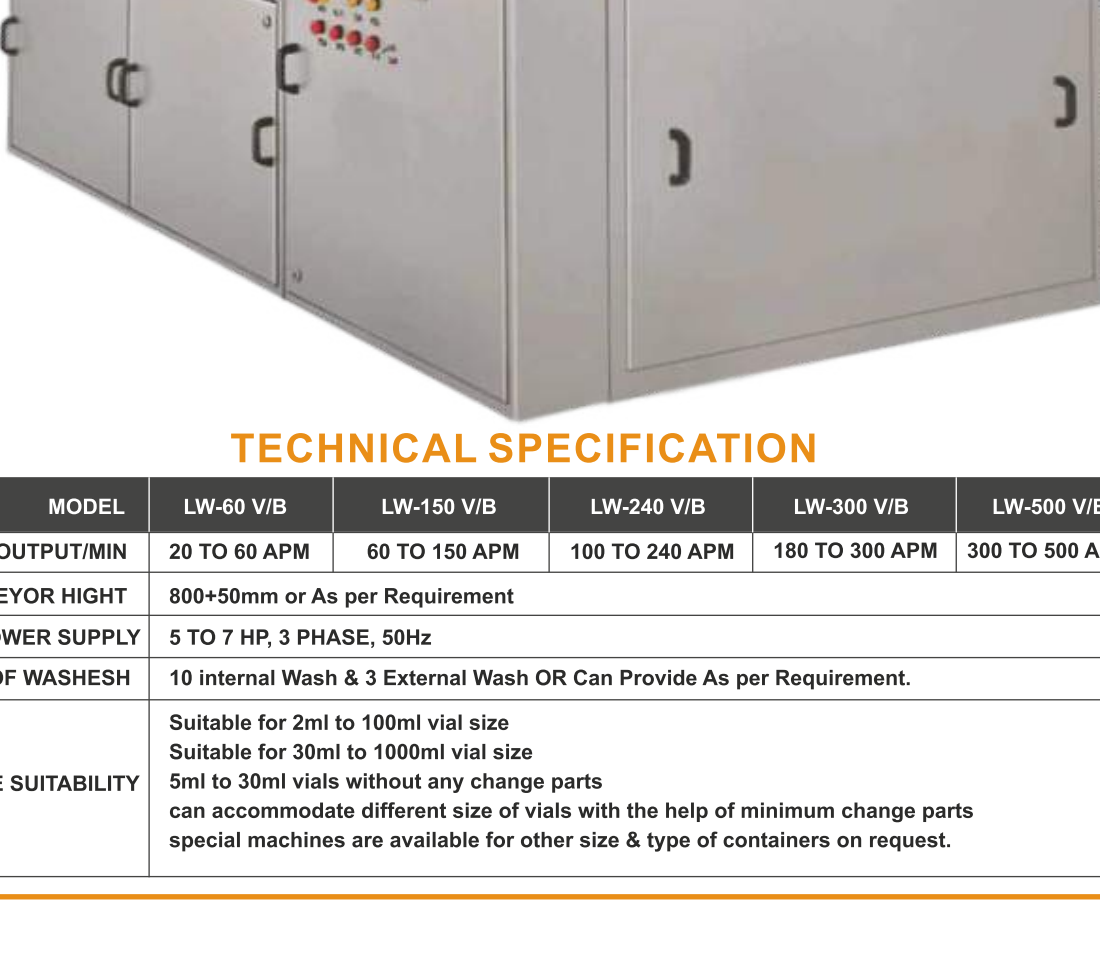 TECHNICAL SPECIFICATION
MODEL LW-60 V/B LW-150 V/B LW-240 V/B LW-300 V/B LW-500 V/B
OUTPUT/MIN 20 TO 60 APM 60 TO 150 APM 100 TO 240 APM 180 TO 300 APM 300 TO 500 A
EYOR HIGHT 800+50mm or As per Requirement
OWER SUPPLY 5 TO 7 HP, 3 PHASE, 50Hz
OF WASHESH 10 internal Wash & 3 External Wash OR Can Provide As per Requirement.
Suitable for 2ml to 100ml vial size
Suitable for 30ml to 1000ml vial size
E SUITABILITY 5ml to 30ml vials without any change parts
can accommodate different size of vials with the help of minimum change parts
special machines are available for other size & type of containers on request.